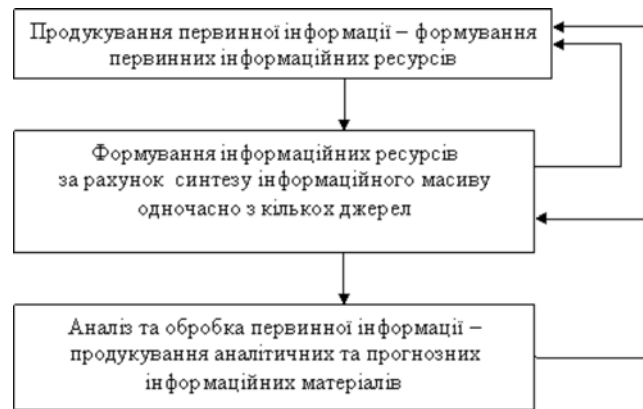 Продукування первинної інформації – формування
первинних інформаційних ресурсів
Формування інформаційних ресурсів
за рахунок синтезу інформаційного масиву
одночасно з кількох джерел
Аналіз та обробка первинної інформації –
продукування аналітичних та прогнозних
інформаційних матеріалів